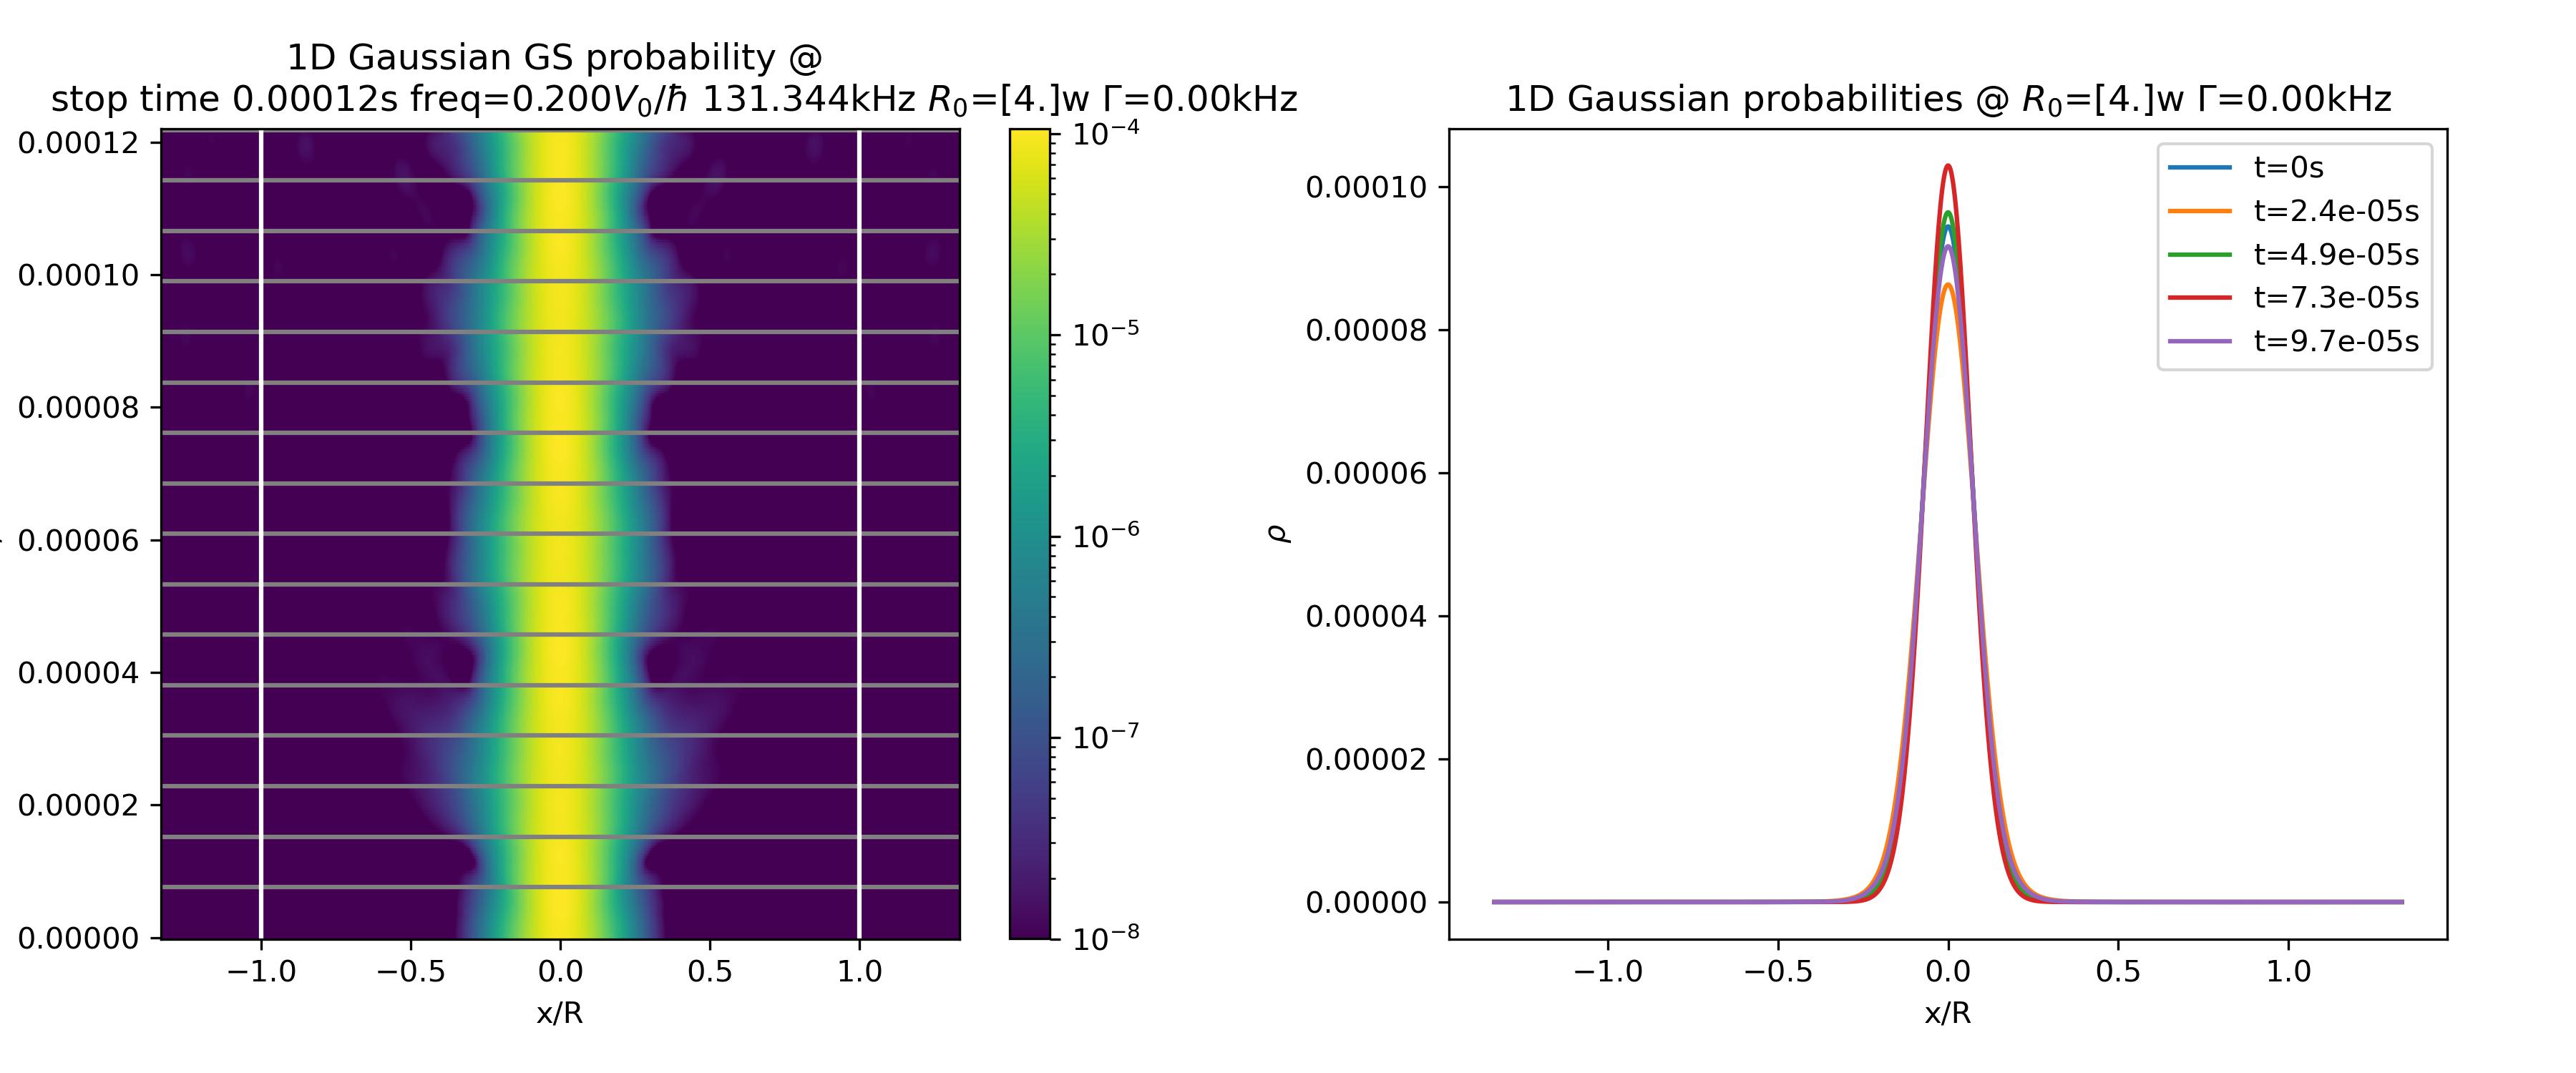 1D Gaussian GS probability @
stop time 0.00012s freq=0.200V₀/ħ 131.344kHz R₀=[4.]w Γ=0.00kHz
0.00012
0.00010
0.00008
0.00006
0.00004
0.00002
0.00000
−1.0 −0.5 0.0 0.5 1.0
x/R
10⁻⁴
10⁻⁵
10⁻⁶
10⁻⁷
10⁻⁸
1D Gaussian probabilities @ R₀=[4.]w Γ=0.00kHz
ρ
0.00010
0.00008
0.00006
0.00004
0.00002
0.00000
t=0s
t=2.4e-05s
t=4.9e-05s
t=7.3e-05s
t=9.7e-05s
−1.0 −0.5 0.0 0.5 1.0
x/R